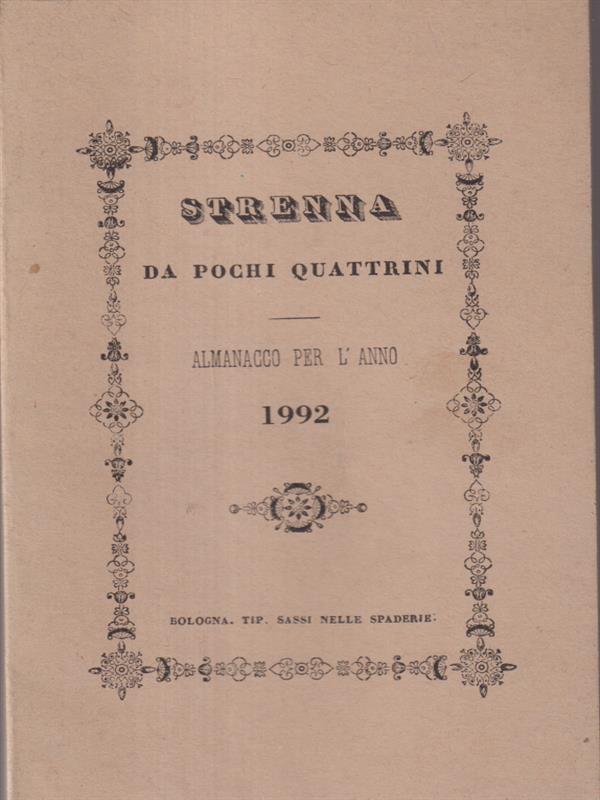 STRENNA
DA POCHI QUATTRINI
ALMANACCO PER L'ANNO
1992
BOLOGNA. TIP. SASSI NELLE SPADERIE.